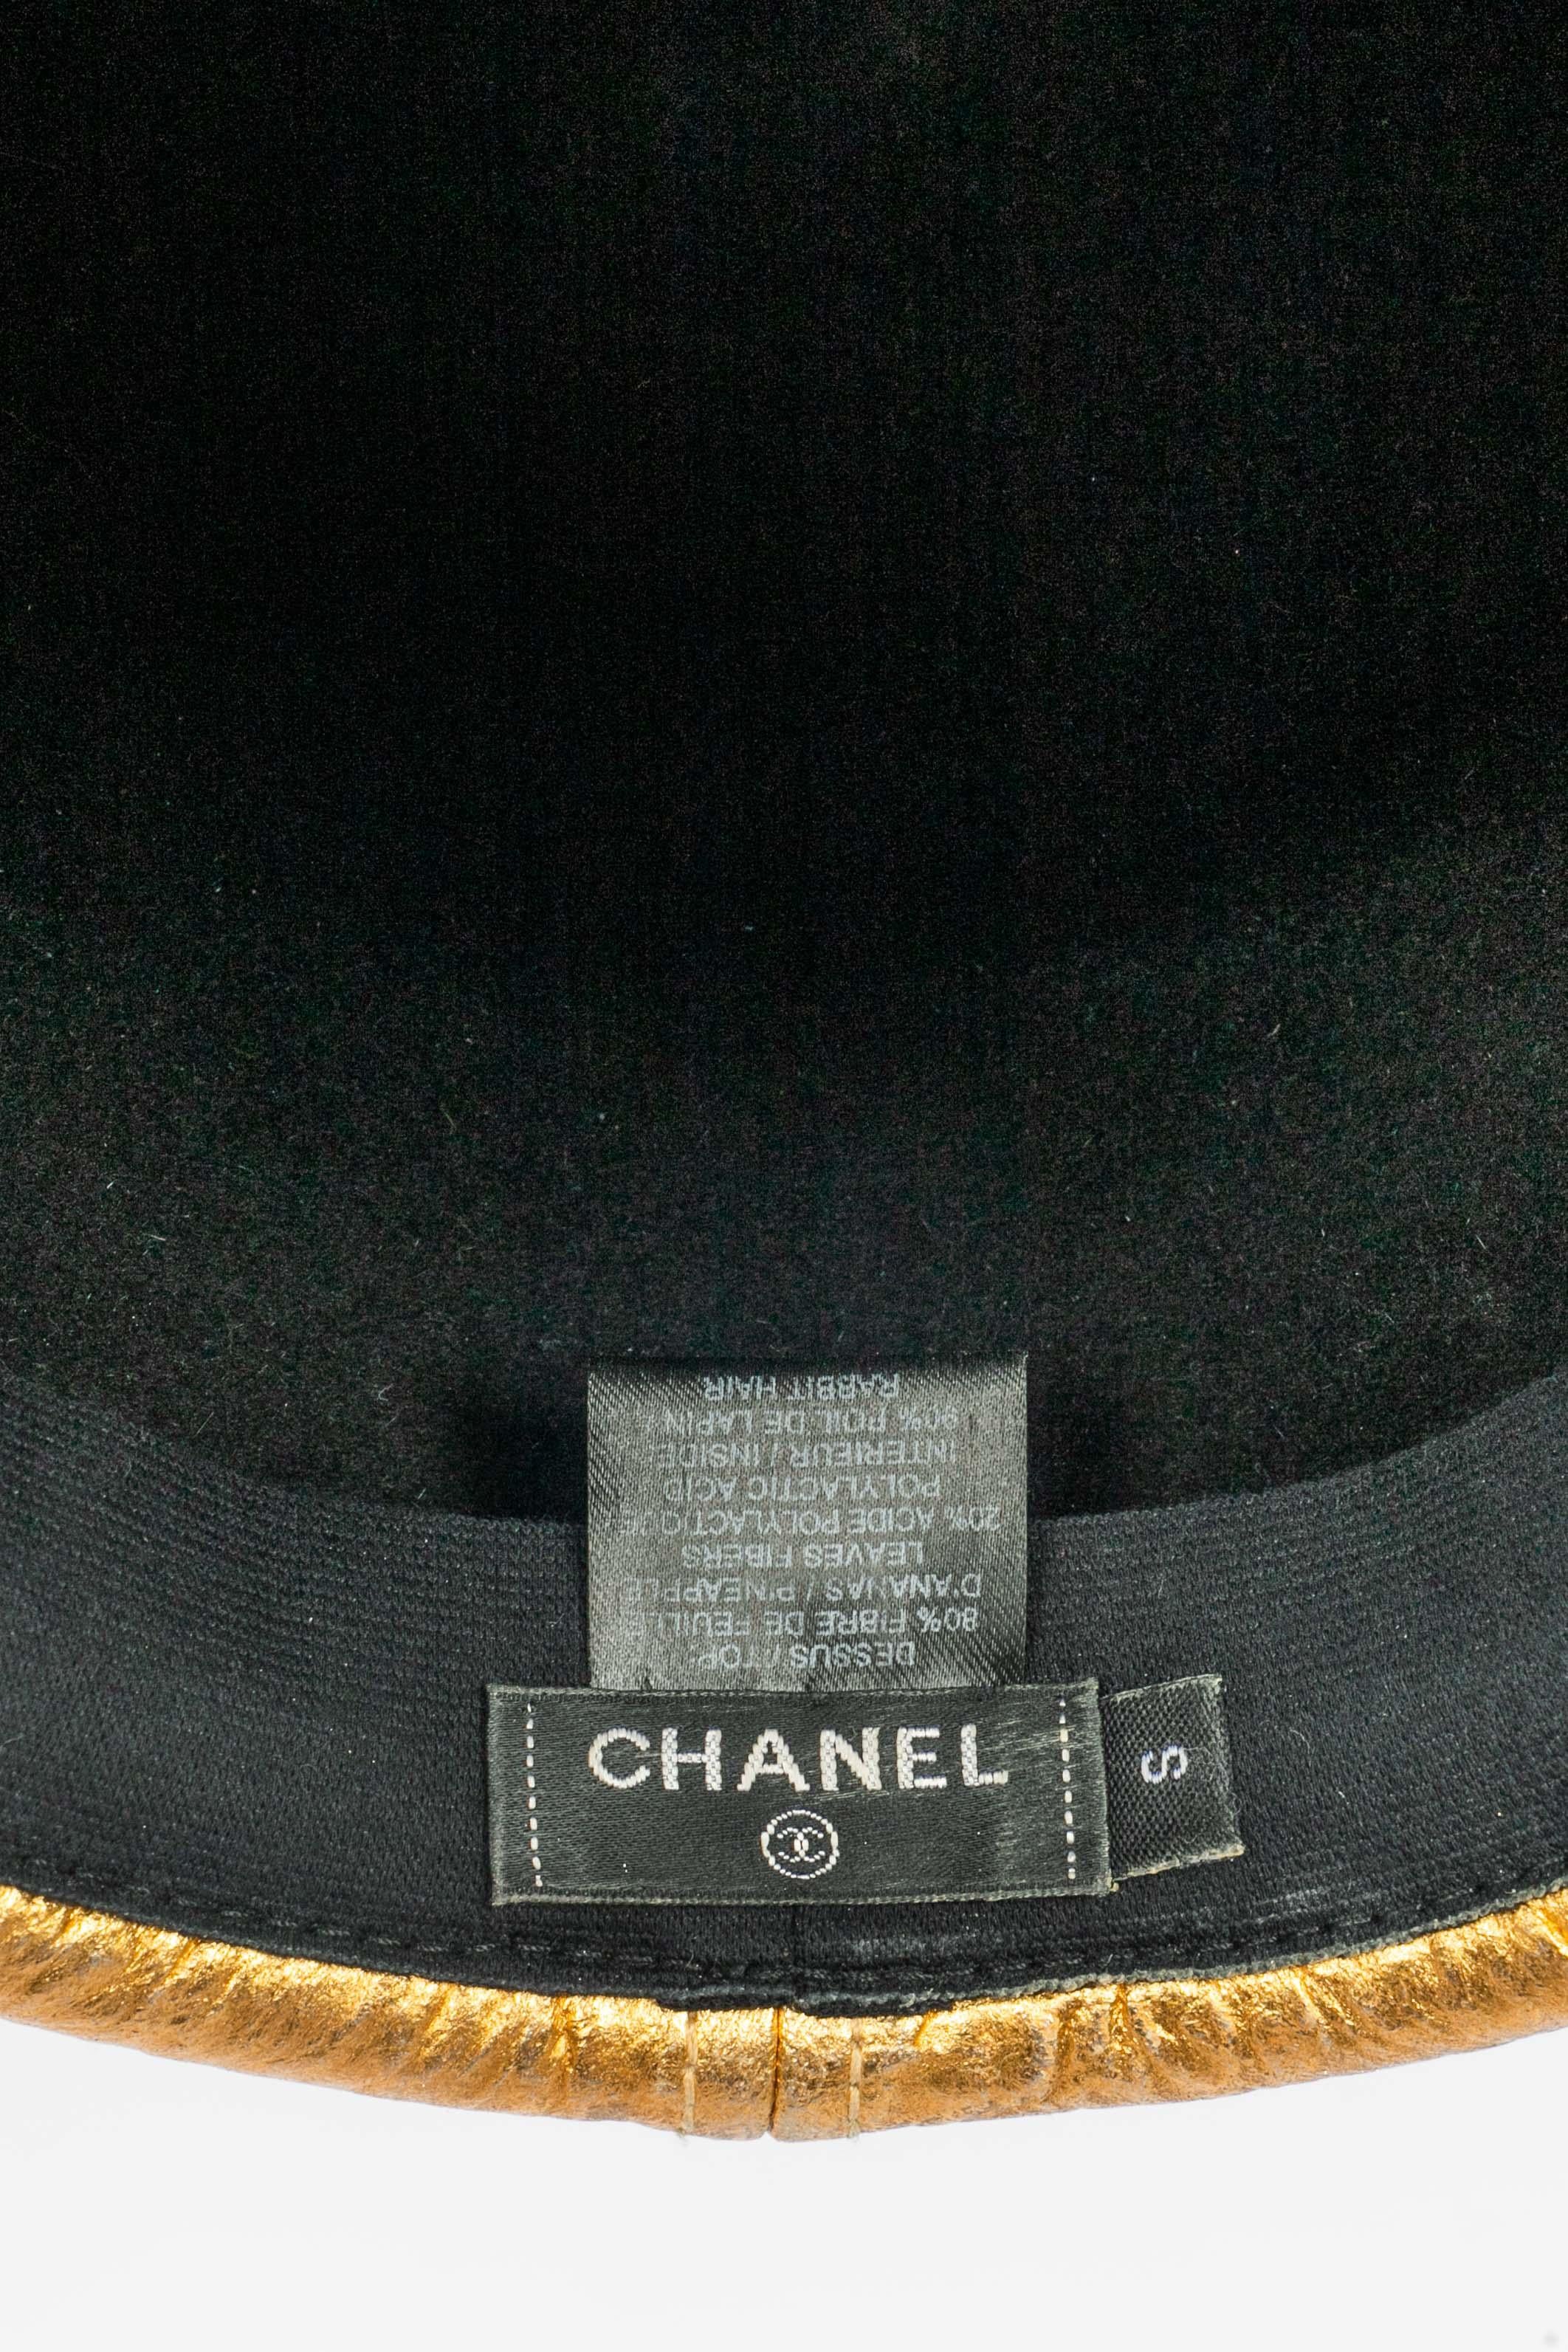 DESSUS / TOP
80% FIBRE DE FEUILLE
D'ANANAS / PINEAPPLE
LEAVES FIBERS
20% ACIDE POLYLACTIQUE
POLYLACTIC ACID
INTERIEUR / INSIDE
90% POIL DE LAPIN
RABBIT HAIR
CHANEL
S